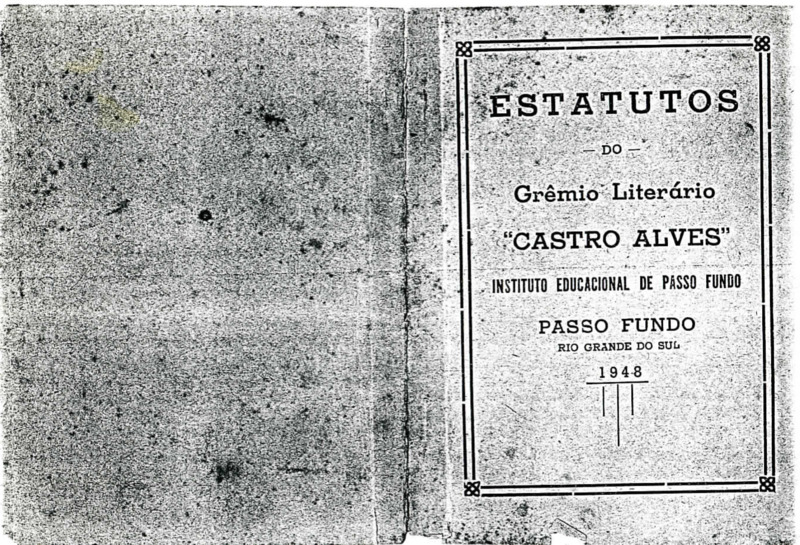 ESTATUTOS
— DO —
Grêmio Literário
“CASTRO ALVES”
INSTITUTO EDUCACIONAL DE PASSO FUNDO
PASSO FUNDO
RIO GRANDE DO SUL
1948